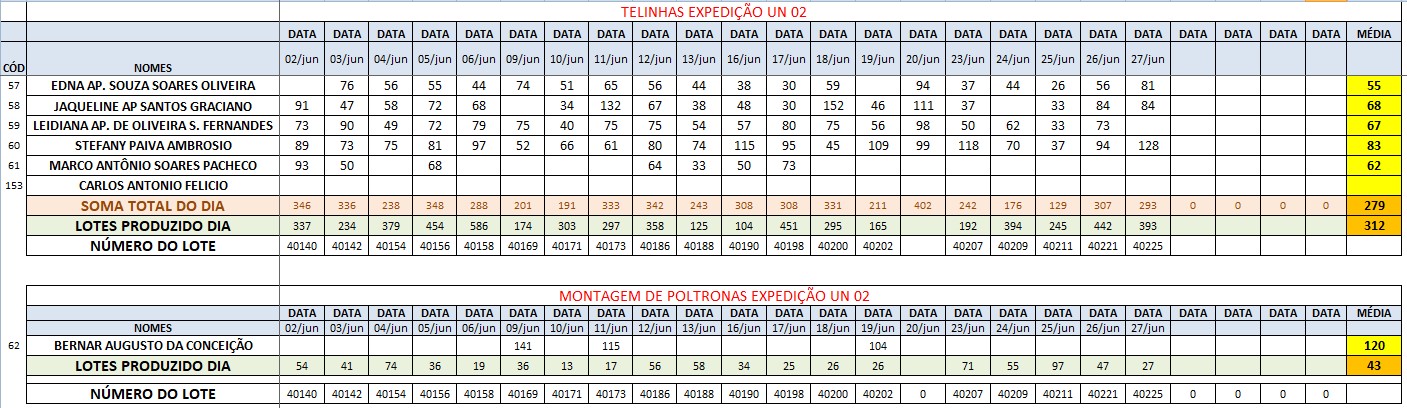 TELINHAS EXPEDIÇÃO UN 02
DATA DATA DATA DATA DATA DATA DATA DATA DATA DATA DATA DATA DATA DATA DATA DATA DATA DATA DATA DATA DATA DATA DATA DATA MÉDIA
CÓD NOMES 02/jun 03/jun 04/jun 05/jun 06/jun 09/jun 10/jun 11/jun 12/jun 13/jun 16/jun 17/jun 18/jun 19/jun 20/jun 23/jun 24/jun 25/jun 26/jun 27/jun
57 EDNA AP. SOUZA SOARES OLIVEIRA 76 56 55 44 74 51 65 56 44 38 30 59 94 37 44 26 56 81 55
58 JAQUELINE AP SANTOS GRACIANO 91 47 58 72 68 34 132 67 38 48 30 152 46 111 37 33 84 84 68
59 LEIDIANA AP. DE OLIVEIRA S. FERNANDES 73 90 49 72 79 75 40 75 75 54 57 80 75 56 98 50 62 33 73 67
60 STEFANY PAIVA AMBROSIO 89 73 75 81 97 52 66 61 80 74 115 95 45 109 99 118 70 37 94 128 83
61 MARCO ANTÔNIO SOARES PACHECO 93 50 68 64 33 50 73 62
153 CARLOS ANTONIO FELICIO
SOMA TOTAL DO DIA 346 336 238 348 288 201 191 333 342 243 308 308 331 211 402 242 176 129 307 293 0 0 0 0 279
LOTES PRODUZIDO DIA 337 234 379 454 586 174 303 297 358 125 104 451 295 165 192 394 245 442 393 312
NÚMERO DO LOTE 40140 40142 40154 40156 40158 40169 40171 40173 40186 40188 40190 40198 40200 40202 40207 40209 40211 40221 40225
MONTAGEM DE POLTRONAS EXPEDIÇÃO UN 02
DATA DATA DATA DATA DATA DATA DATA DATA DATA DATA DATA DATA DATA DATA DATA DATA DATA DATA DATA DATA DATA DATA DATA DATA MÉDIA
NOMES 02/jun 03/jun 04/jun 05/jun 06/jun 09/jun 10/jun 11/jun 12/jun 13/jun 16/jun 17/jun 18/jun 19/jun 20/jun 23/jun 24/jun 25/jun 26/jun 27/jun
62 BERNAR AUGUSTO DA CONCEIÇÃO 141 115 104 120
LOTES PRODUZIDO DIA 54 41 74 36 19 36 13 17 56 58 34 25 26 26 71 55 97 47 27 43
NÚMERO DO LOTE 40140 40142 40154 40156 40158 40169 40171 40173 40186 40188 40190 40198 40200 40202 0 40207 40209 40211 40221 40225 0 0 0 0